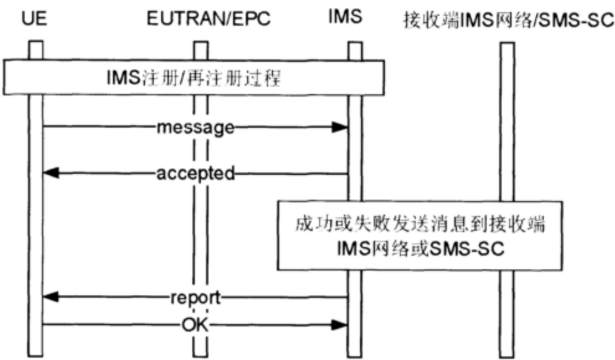 UE EUTRAN/EPC IMS 接收端IMS网络/SMS-SC
IMS注册/再注册过程
message
accepted
成功或失败发送消息到接收端
IMS网络或SMS-SC
report
OK